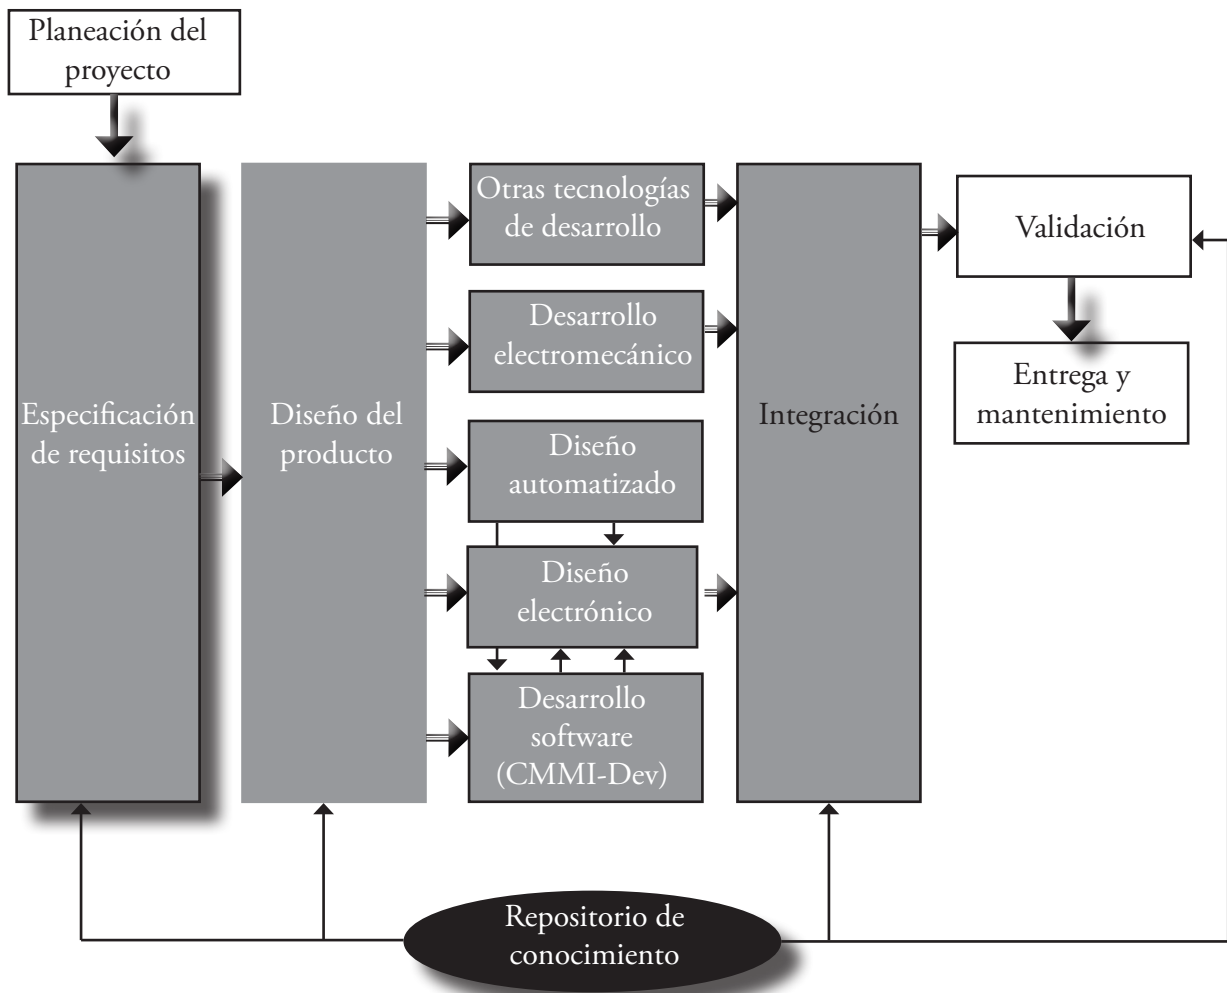 Planeación del
proyecto
Especificación
de requisitos
Diseño del
producto
Otras tecnologías
de desarrollo
Desarrollo
electromecánico
Diseño
automatizado
Diseño
electrónico
Desarrollo
software
(CMMI-Dev)
Integración
Validación
Entrega y
mantenimiento
Repositorio de
conocimiento